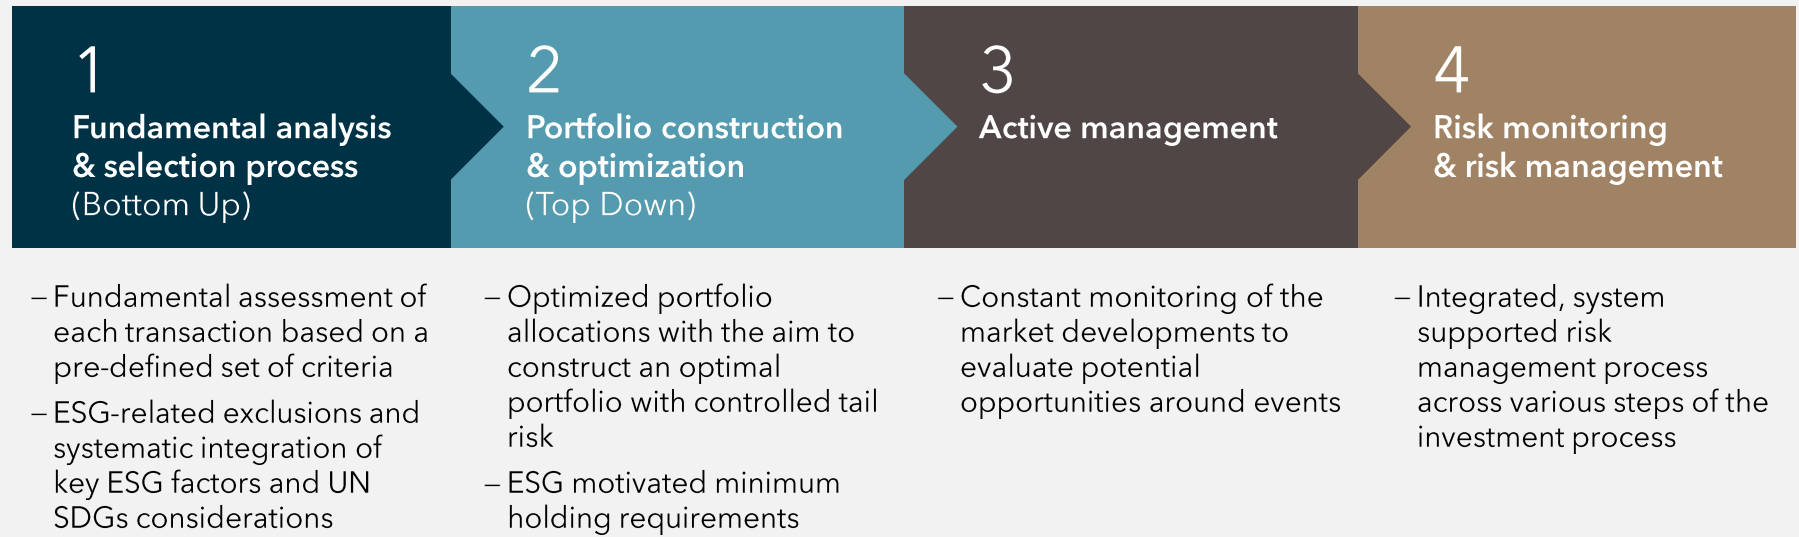 1
Fundamental analysis
& selection process
(Bottom Up)
– Fundamental assessment of
each transaction based on a
pre-defined set of criteria
– ESG-related exclusions and
systematic integration of
key ESG factors and UN
SDGs considerations
2
Portfolio construction
& optimization
(Top Down)
– Optimized portfolio
allocations with the aim to
construct an optimal
portfolio with controlled tail
risk
– ESG motivated minimum
holding requirements
3
Active management
– Constant monitoring of the
market developments to
evaluate potential
opportunities around events
4
Risk monitoring
& risk management
– Integrated, system
supported risk
management process
across various steps of the
investment process